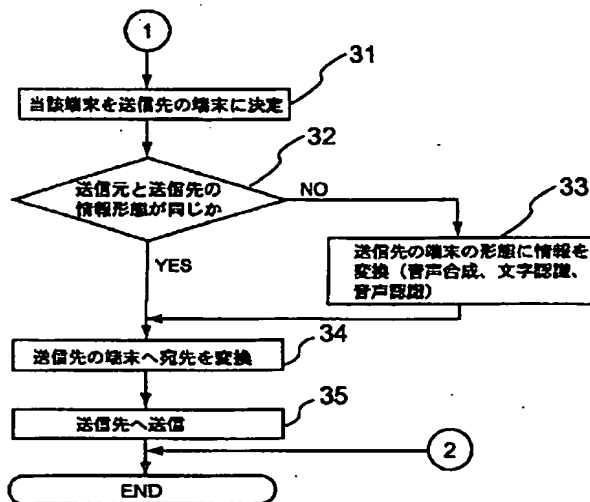 1
31
当該端末を送信先の端末に決定
32
送信元と送信先の
情報形態が同じか
NO
33
送信先の端末の形態に情報を
変換（音声合成、文字認識、
音声認識）
YES
34
送信先の端末へ宛先を変換
35
送信先へ送信
2
END